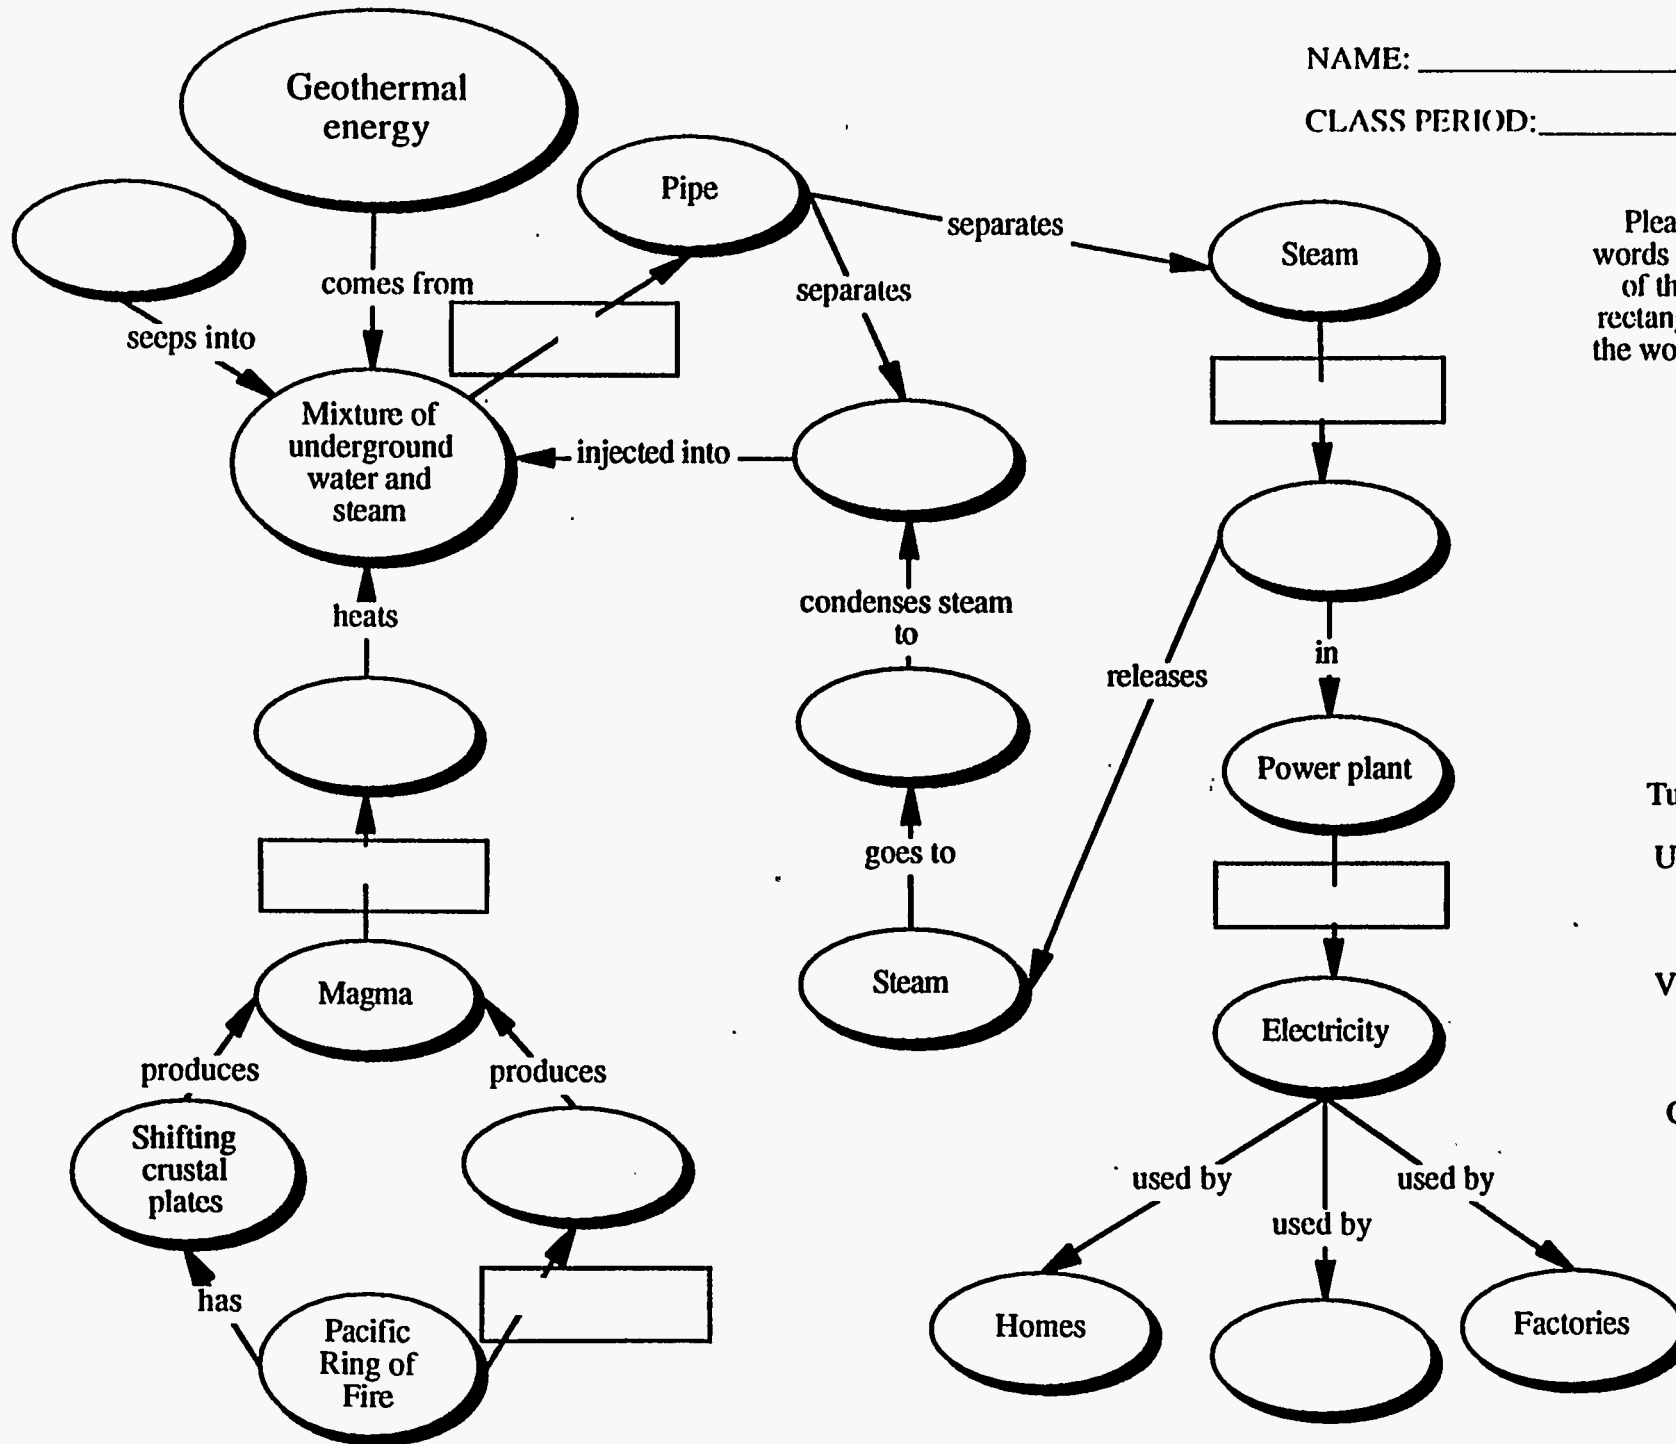 NAME:
CLASS PERIOD:
Geothermal
energy
Pipe
separates
Steam
Plea
words
of th
rectan
the wo
comes from
separates
seeps into
Mixture of
underground
water and
steam
injected into
heats
condenses steam
to
in
releases
Power plant
Tu
U
goes to
Magma
Steam
V
Electricity
produces
produces
C
Shifting
crustal
plates
used by
used by
used by
has
Pacific
Ring of
Fire
Homes
Factories